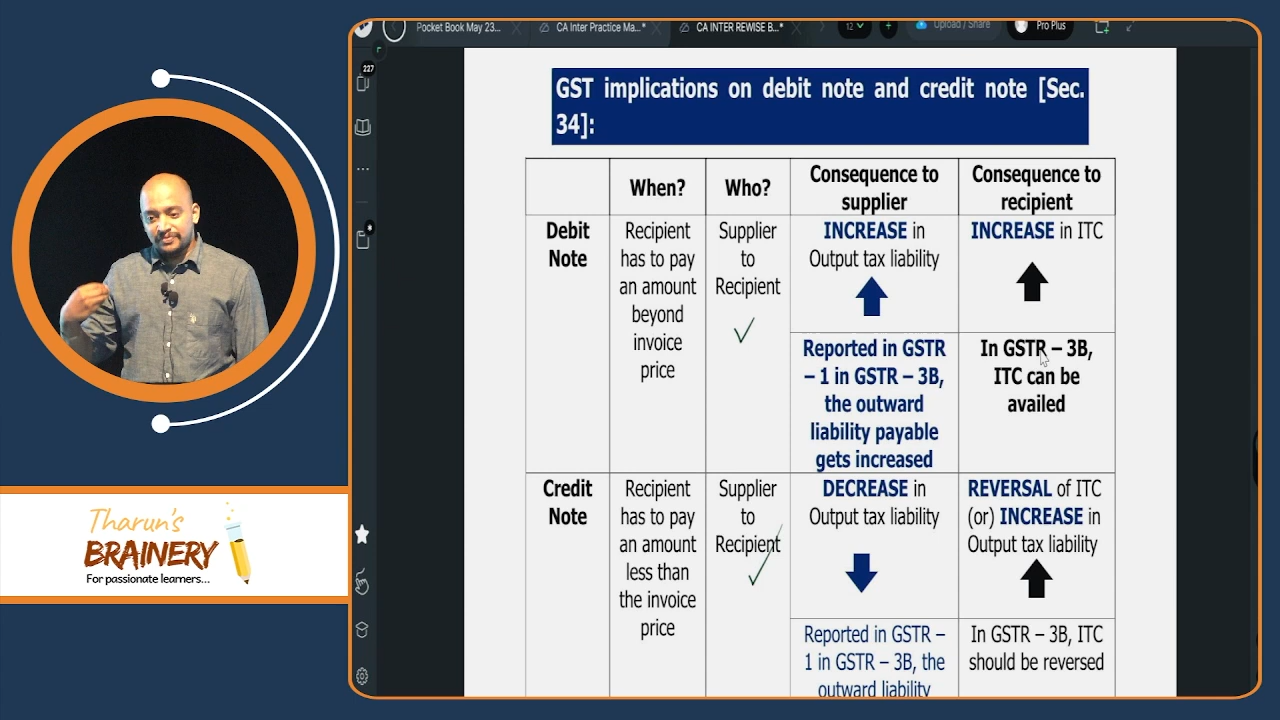 Pocket Book May 23...
CA Inter Practice Ma...*
CA INTER REWISE B...*
12
Upload / Share
Pro Plus
227
GST implications on debit note and credit note [Sec.
34]:
When?
Who?
Consequence to
supplier
Consequence to
recipient
Debit
Note
Recipient
has to pay
an amount
beyond
invoice
price
Supplier
to
Recipient
INCREASE in
Output tax liability
INCREASE in ITC
Reported in GSTR
– 1 in GSTR – 3B,
the outward
liability payable
gets increased
In GSTR – 3B,
ITC can be
availed
Credit
Note
Recipient
has to pay
an amount
less than
the invoice
price
Supplier
to
Recipient
DECREASE in
Output tax liability
REVERSAL of ITC
(or) INCREASE in
Output tax liability
Reported in GSTR –
1 in GSTR – 3B, the
outward liability
In GSTR – 3B, ITC
should be reversed
Tharun's
BRAINERY
For passionate learners...